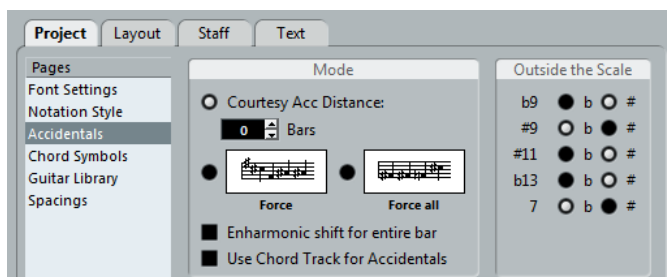 Project Layout Staff Text
Pages
Font Settings
Notation Style
Accidentals
Chord Symbols
Guitar Library
Spacings
Mode
Courtesy Acc Distance:
0 Bars
Force Force all
Enharmonic shift for entire bar
Use Chord Track for Accidentals
Outside the Scale
b9 b #
#9 b #
#11 b #
b13 b #
7 b #